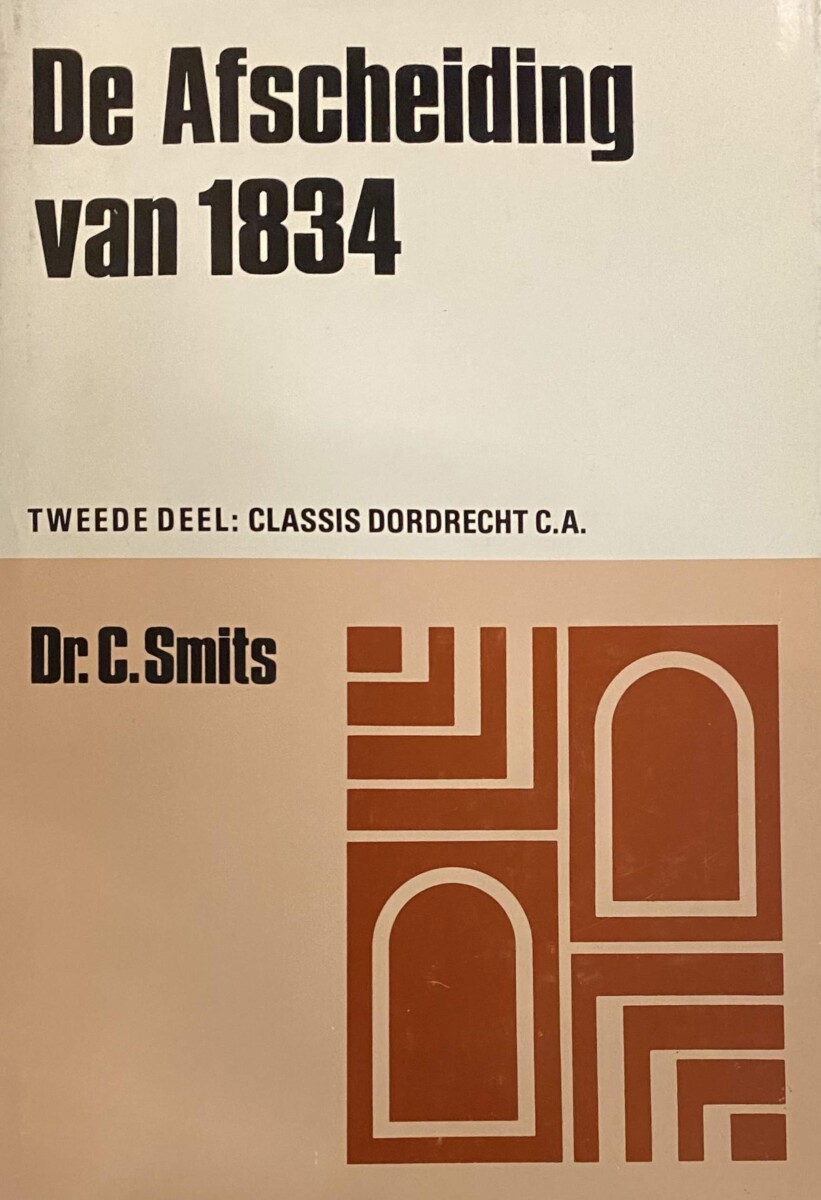 De Afscheiding
van 1834
TWEEDE DEEL: CLASSIS DORDRECHT C.A.
Dr. C. Smits